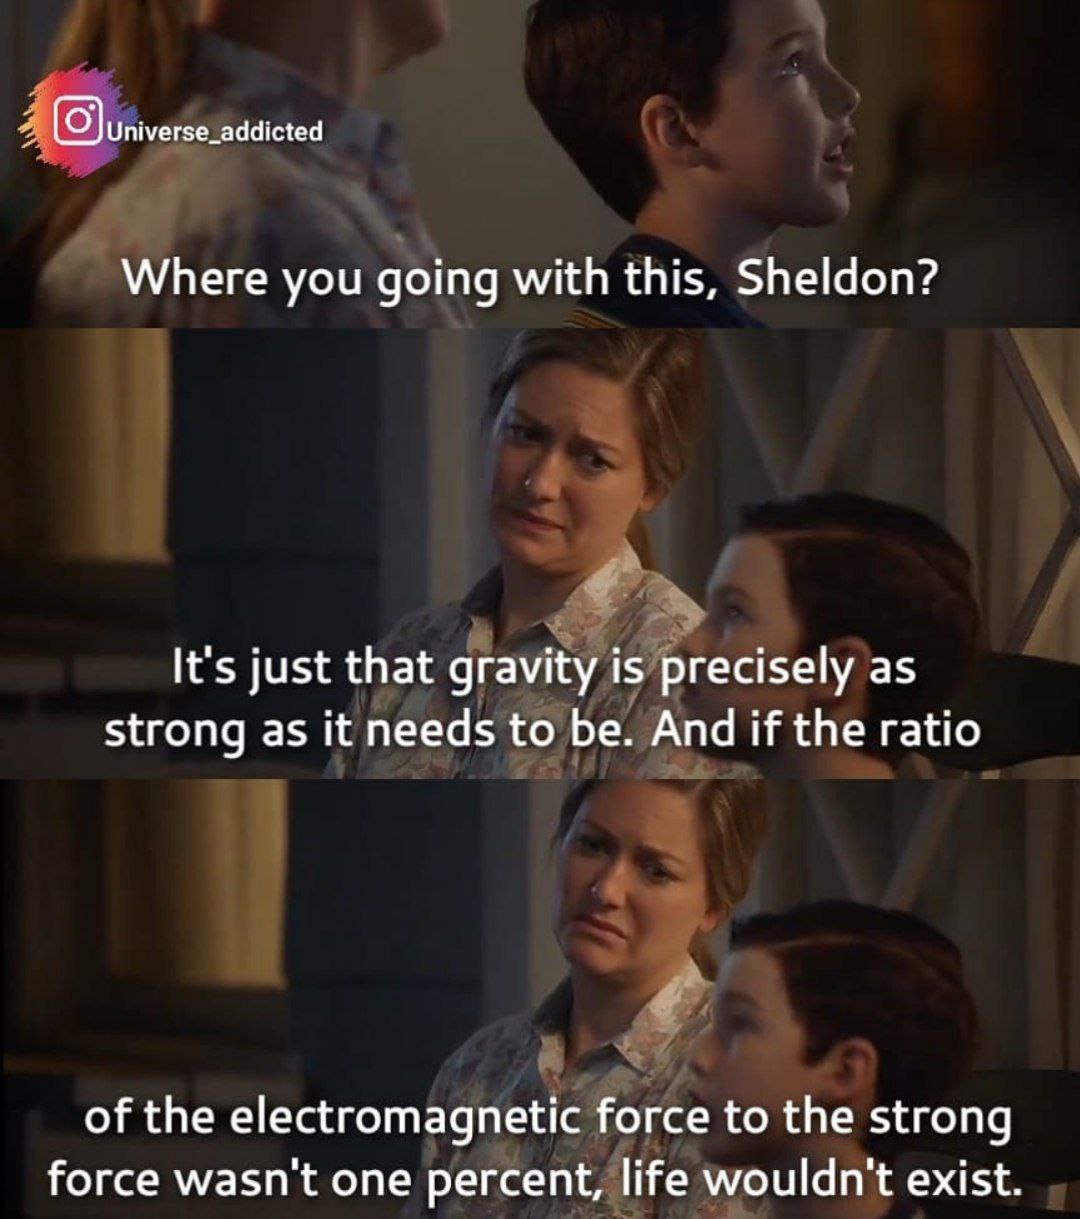 Universe_addicted
Where you going with this, Sheldon?
It's just that gravity is precisely as
strong as it needs to be. And if the ratio
of the electromagnetic force to the strong
force wasn't one percent, life wouldn't exist.